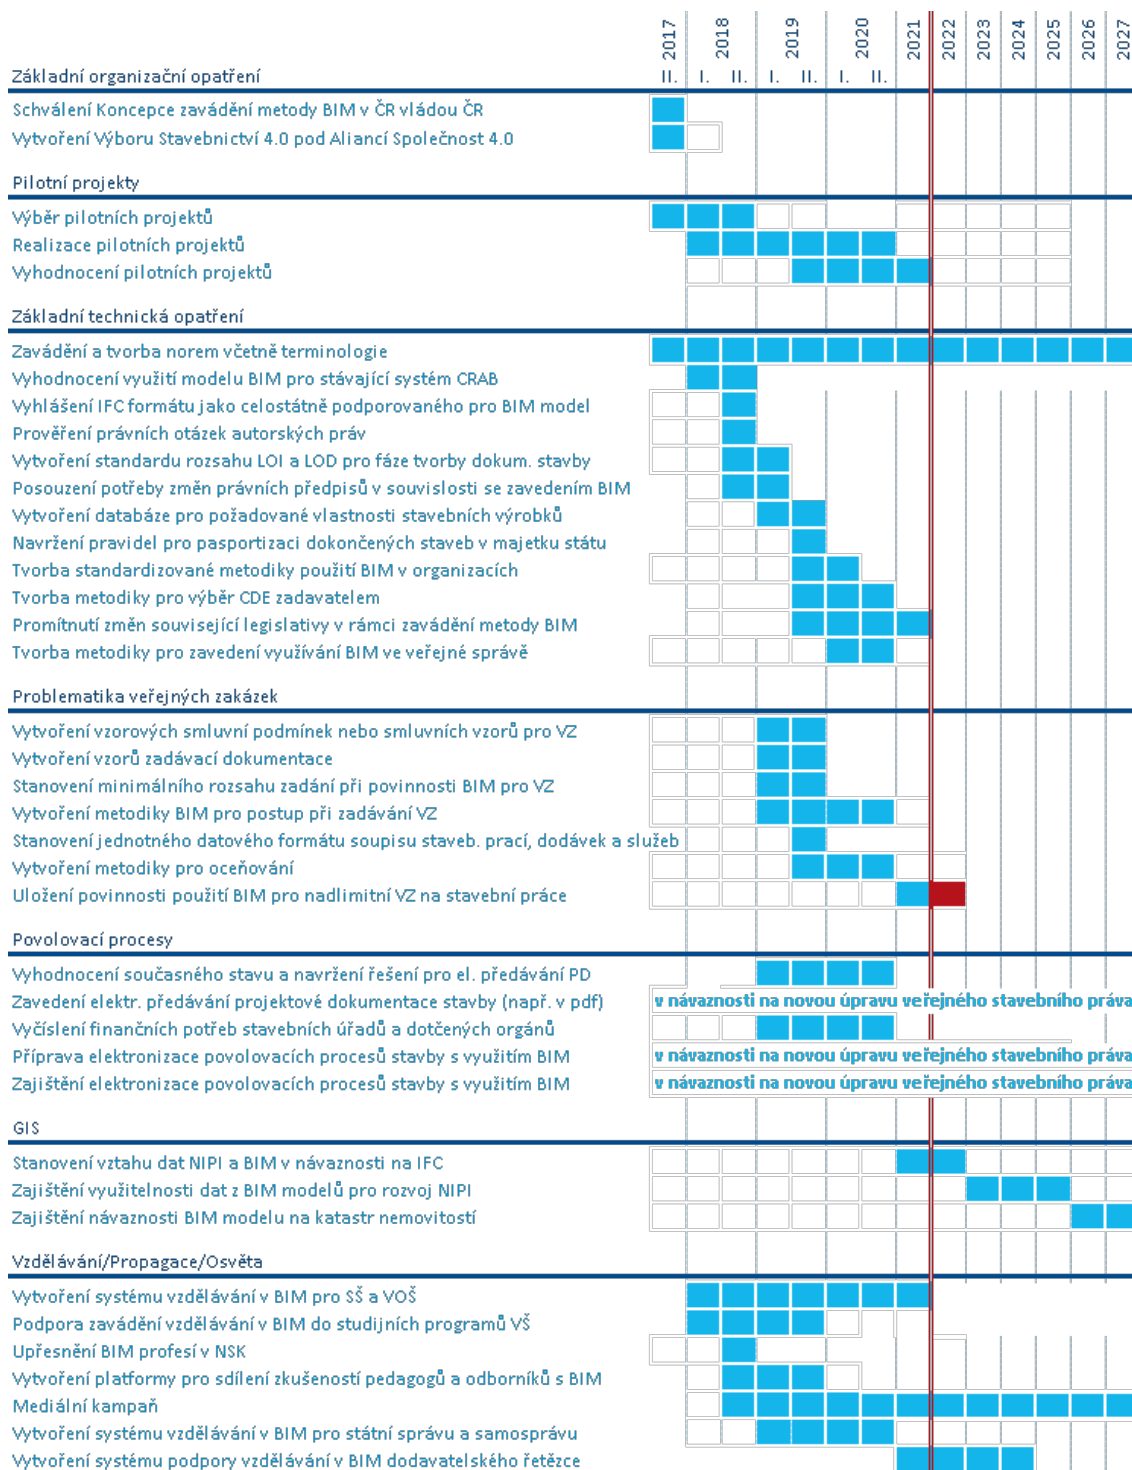 2017 2018 2019 2020 2021 2022 2023 2024 2025 2026 2027
Základní organizační opatření II. I. II. I. II. I. II.
Schválení Koncepce zavádění metody BIM v ČR vládou ČR
Vytvoření Výboru Stavebnictví 4.0 pod Aliancí Společnost 4.0
Pilotní projekty
Výběr pilotních projektů
Realizace pilotních projektů
Vyhodnocení pilotních projektů
Základní technická opatření
Zavádění a tvorba norem včetně terminologie
Vyhodnocení využití modelu BIM pro stávající systém CRAB
Vyhlášení IFC formátu jako celostátně podporovaného pro BIM model
Prověření právních otázek autorských práv
Vytvoření standardu rozsahu LOI a LOD pro fáze tvorby dokum. stavby
Posouzení potřeby změn právních předpisů v souvislosti se zavedením BIM
Vytvoření databáze pro požadované vlastnosti stavebních výrobků
Navržení pravidel pro pasportizaci dokončených staveb v majetku státu
Tvorba standardizované metodiky použití BIM v organizacích
Tvorba metodiky pro výběr CDE zadavatelem
Promítnutí změn související legislativy v rámci zavádění metody BIM
Tvorba metodiky pro zavedení využívání BIM ve veřejné správě
Problematika veřejných zakázek
Vytvoření vzorových smluvní podmínek nebo smluvních vzorů pro VZ
Vytvoření vzorů zadávací dokumentace
Stanovení minimálního rozsahu zadání při povinnosti BIM pro VZ
Vytvoření metodiky BIM pro postup při zadávání VZ
Stanovení jednotného datového formátu soupisu staveb. prací, dodávek a služeb
Vytvoření metodiky pro oceňování
Uložení povinnosti použití BIM pro nadlimitní VZ na stavební práce
Povolovací procesy
Vyhodnocení současného stavu a navržení řešení pro el. předávání PD
Zavedení elektr. předávání projektové dokumentace stavby (např. v pdf) v návaznosti na novou úpravu veřejného stavebního práva
Vyčíslení finančních potřeb stavebních úřadů a dotčených orgánů
Příprava elektronizace povolovacích procesů stavby s využitím BIM v návaznosti na novou úpravu veřejného stavebního práva
Zajištění elektronizace povolovacích procesů stavby s využitím BIM v návaznosti na novou úpravu veřejného stavebního práva
GIS
Stanovení vztahu dat NIPI a BIM v návaznosti na IFC
Zajištění využitelnosti dat z BIM modelů pro rozvoj NIPI
Zajištění návaznosti BIM modelu na katastr nemovitostí
Vzdělávání/Propagace/Osvěta
Vytvoření systému vzdělávání v BIM pro SŠ a VOŠ
Podpora zavádění vzdělávání v BIM do studijních programů VŠ
Upřesnění BIM profesí v NSK
Vytvoření platformy pro sdílení zkušeností pedagogů a odborníků s BIM
Mediální kampaň
Vytvoření systému vzdělávání v BIM pro státní správu a samosprávu
Vytvoření systému podpory vzdělávání v BIM dodavatelského řetězce